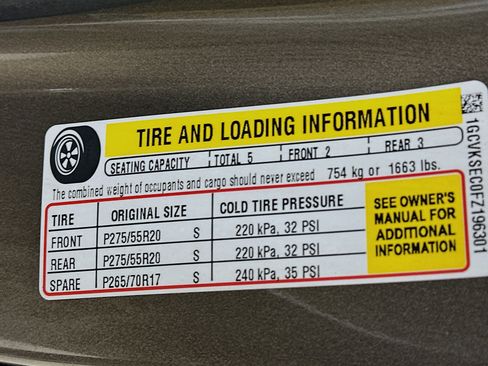 TIRE AND LOADING INFORMATION
SEATING CAPACITY TOTAL 5 FRONT 2 REAR 3
The combined weight of occupants and cargo should never exceed 754 kg or 1663 lbs.
TIRE ORIGINAL SIZE COLD TIRE PRESSURE
FRONT P275/55R20 S 220 kPa, 32 PSI
REAR P275/55R20 S 220 kPa, 32 PSI
SPARE P265/70R17 S 240 kPa, 35 PSI
SEE OWNER'S
MANUAL FOR
ADDITIONAL
INFORMATION
1GCVKSEC0FZ196301